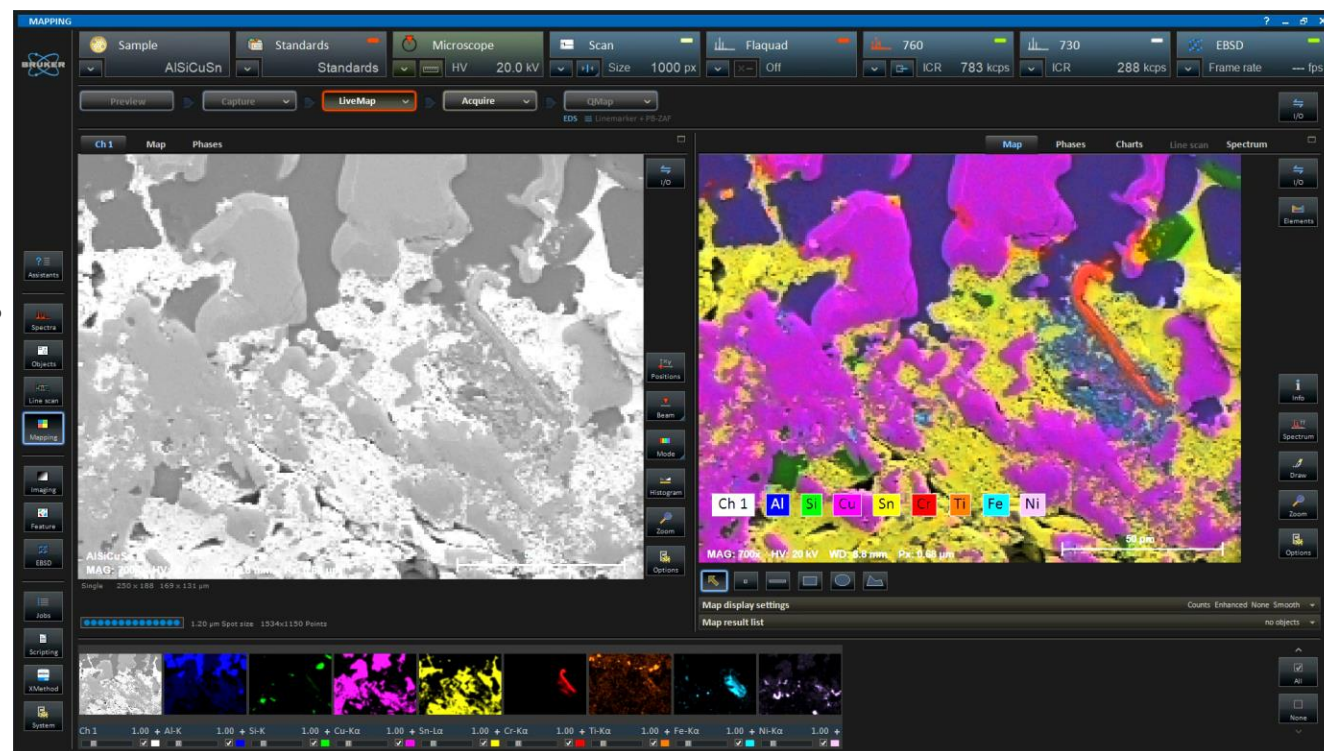 MAPPING
? _ x
BRUKER
Sample
AlSiCuSn
Standards
Standards
Microscope
HV 20.0 kV
Scan
Size 1000 px
Flaquad
Off
760
ICR 783 kcps
730
ICR 288 kcps
EBSD
Frame rate --- fps
Preview
Capture
LiveMap
Acquire
QMap
EDS Linemarker + PB-ZAF
I/O
Ch 1 Map Phases
Map Phases Charts Line scan Spectrum
Assistants
Spectra
Objects
Line scan
Mapping
Imaging
Feature
EBSD
Jobs
Scripting
XMethod
System
I/O
Positions
Beam
Mode
Histogram
Zoom
Options
AlSiCuSn
Single 250 x 188 169 x 131 µm
1.20 µm Spot size 1534x1150 Points
Ch 1 Al Si Cu Sn Cr Ti Fe Ni
50 µm
MAG: 700x HV: 20 kV WD: 8.8 mm Px: 0.68 µm
I/O
Elements
Info
Spectrum
Draw
Zoom
Options
Map display settings
Counts Enhanced None Smooth
Map result list
no objects
Ch 1 1.00 + Al-K 1.00 + Si-K 1.00 + Cu-Kα 1.00 + Sn-Lα 1.00 + Cr-Kα 1.00 + Ti-Kα 1.00 + Fe-Kα 1.00 + Ni-Kα 1.00 +
All
None